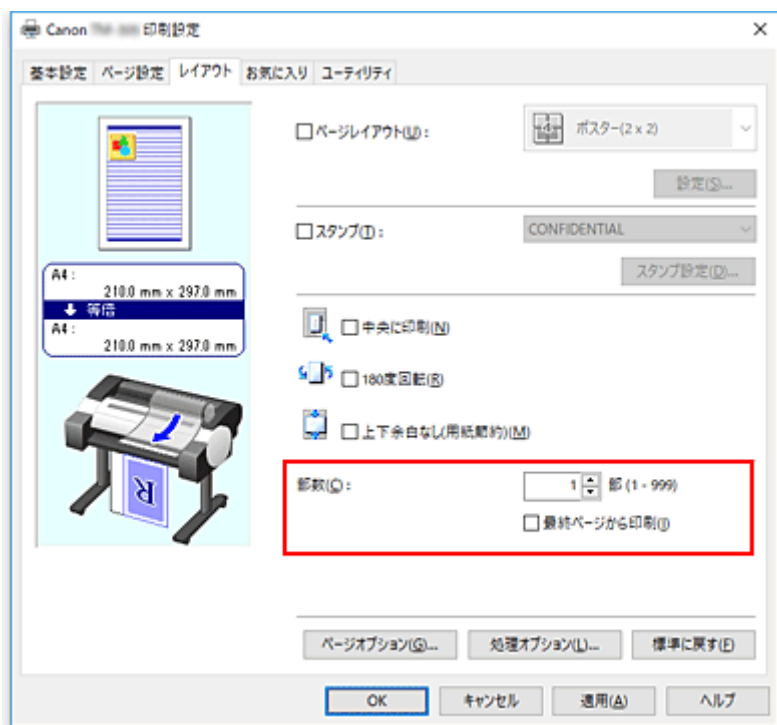 Canon 印刷設定
基本設定 ページ設定 レイアウト お気に入り ユーティリティ
ページレイアウト(U): ポスター(2 x 2)
設定(S)...
スタンプ(T): CONFIDENTIAL
スタンプ設定(D)...
A4 :
210.0 mm x 297.0 mm
等倍
A4 :
210.0 mm x 297.0 mm
中央に印刷(N)
180度回転(R)
上下余白なし(用紙節約)(M)
R
部数(C): 1 部 (1 - 999)
最終ページから印刷(I)
ページオプション(G)... 処理オプション(L)... 標準に戻す(F)
OK キャンセル 適用(A) ヘルプ